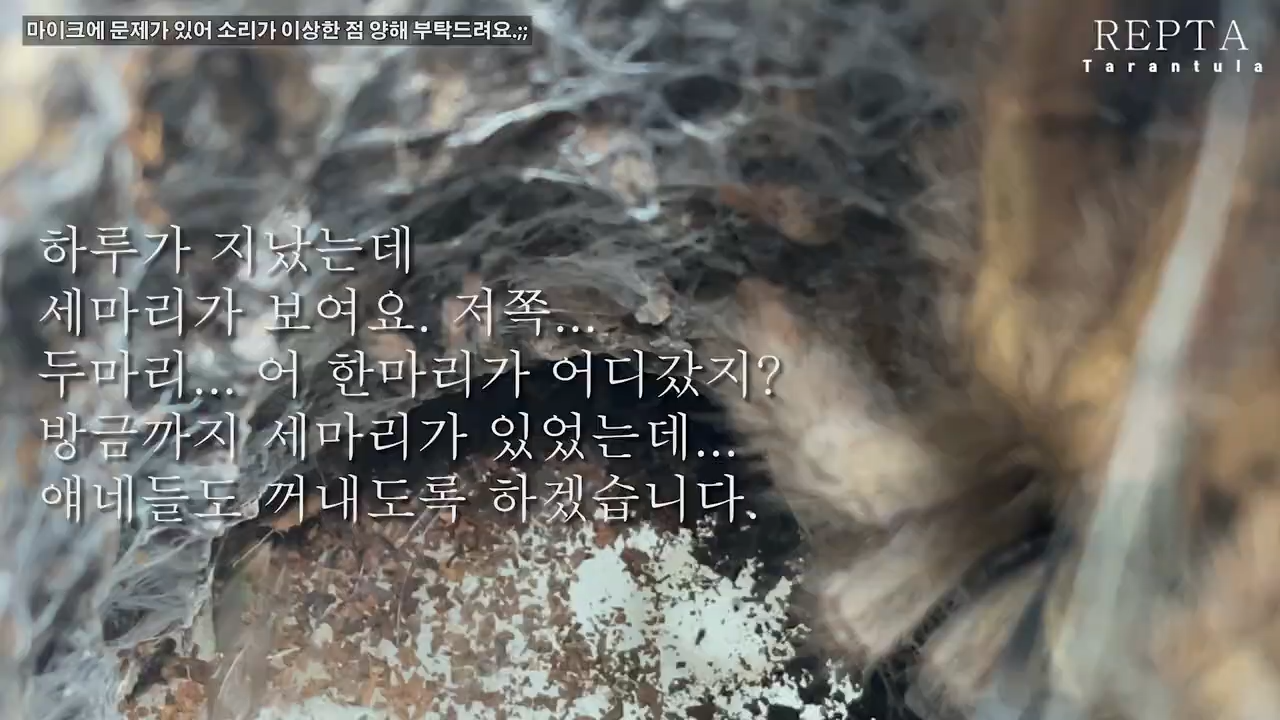 마이크에 문제가 있어 소리가 이상한 점 양해 부탁드려요.;;
REPTA
Tarantula
하루가 지났는데
세마리가 보여요. 저쪽...
두마리... 어 한마리가 어디갔지?
방금까지 세마리가 있었는데...
얘네들도 꺼내도록 하겠습니다.